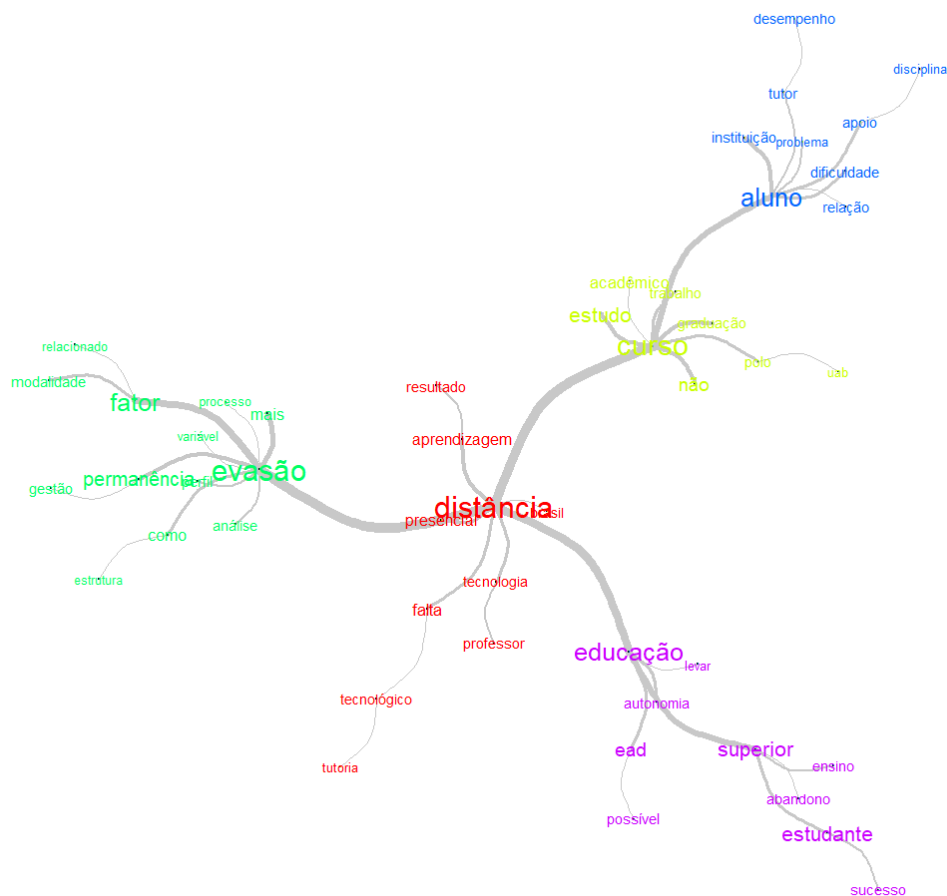 desempenho
disciplina
tutor
apoio
instituição
problema
dificuldade
aluno
relação
acadêmico
trabalho
estudo
graduação
curso
polo
uab
não
relacionado
modalidade
fator
processo
mais
variável
evasão
permanência
perfil
gestão
análise
como
estrutura
resultado
aprendizagem
distância
presencial
brasil
tecnologia
falta
professor
tecnológico
tutoria
educação
levar
autonomia
ead
superior
ensino
abandono
possível
estudante
sucesso